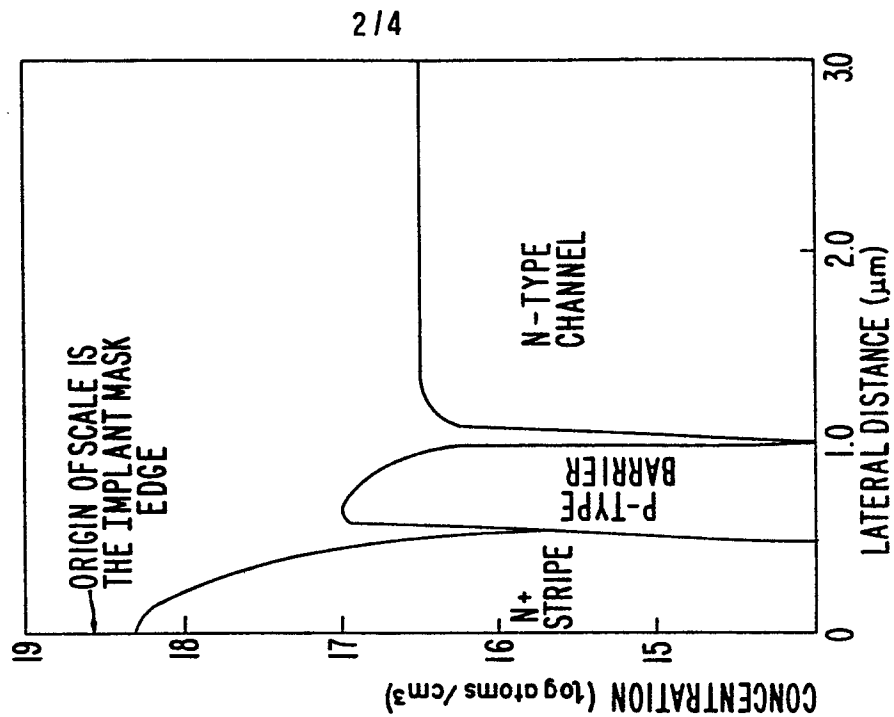 2/4
ORIGIN OF SCALE IS
THE IMPLANT MASK
EDGE
19
18
17
16
15
CONCENTRATION (log atoms/cm³)
N+
STRIPE
P-TYPE
BARRIER
N-TYPE
CHANNEL
0
1.0
2.0
3.0
LATERAL DISTANCE (μm)